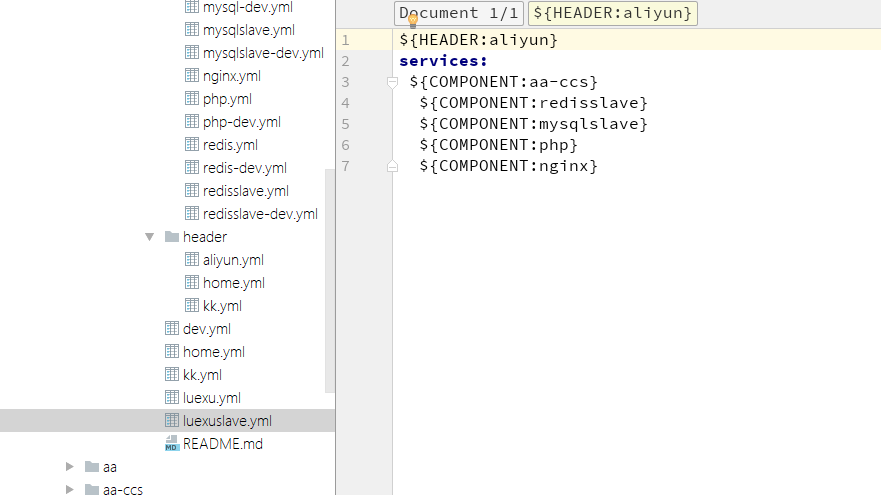 mysql-dev.yml
mysqlslave.yml
mysqlslave-dev.yml
nginx.yml
php.yml
php-dev.yml
redis.yml
redis-dev.yml
redisslave.yml
redisslave-dev.yml
header
aliyun.yml
home.yml
kk.yml
dev.yml
home.yml
kk.yml
luexu.yml
luexuslave.yml
MD README.md
aa
aa-ccs
Document 1/1 ${HEADER:aliyun}
1 ${HEADER:aliyun}
2 services:
3 ${COMPONENT:aa-ccs}
4 ${COMPONENT:redisslave}
5 ${COMPONENT:mysqlslave}
6 ${COMPONENT:php}
7 ${COMPONENT:nginx}